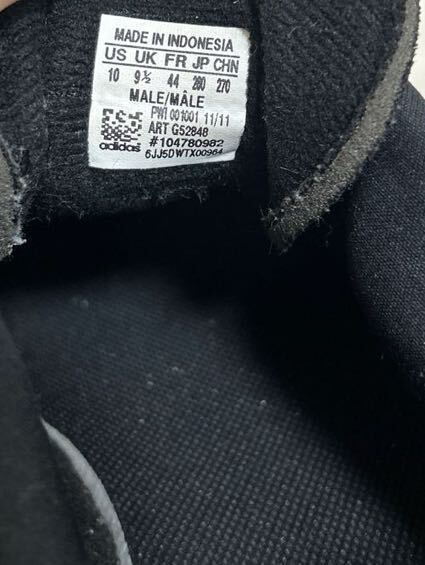 MADE IN INDONESIA
US UK FR JP CHN
10 9½ 44 280 270
MALE/MÂLE
PWI 001001 11/11
ART G52848
#104780982
adidas
6JJ5DWTX00964